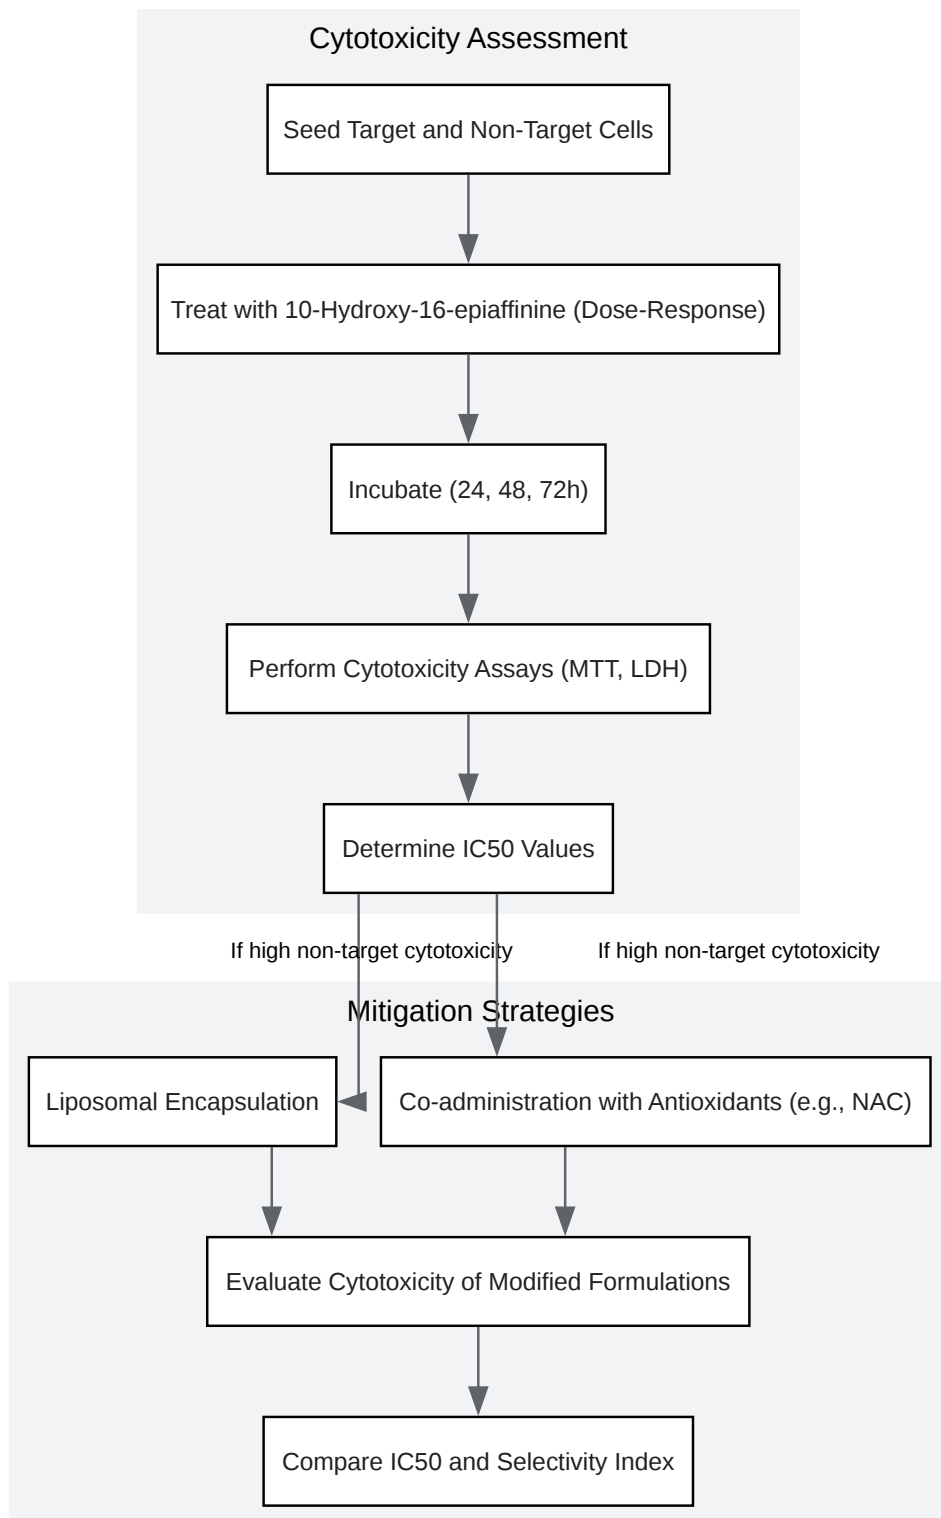 Cytotoxicity Assessment
Seed Target and Non-Target Cells
Treat with 10-Hydroxy-16-epiaffinine (Dose-Response)
Incubate (24, 48, 72h)
Perform Cytotoxicity Assays (MTT, LDH)
Determine IC50 Values
If high non-target cytotoxicity
If high non-target cytotoxicity
Mitigation Strategies
Liposomal Encapsulation
Co-administration with Antioxidants (e.g., NAC)
Evaluate Cytotoxicity of Modified Formulations
Compare IC50 and Selectivity Index